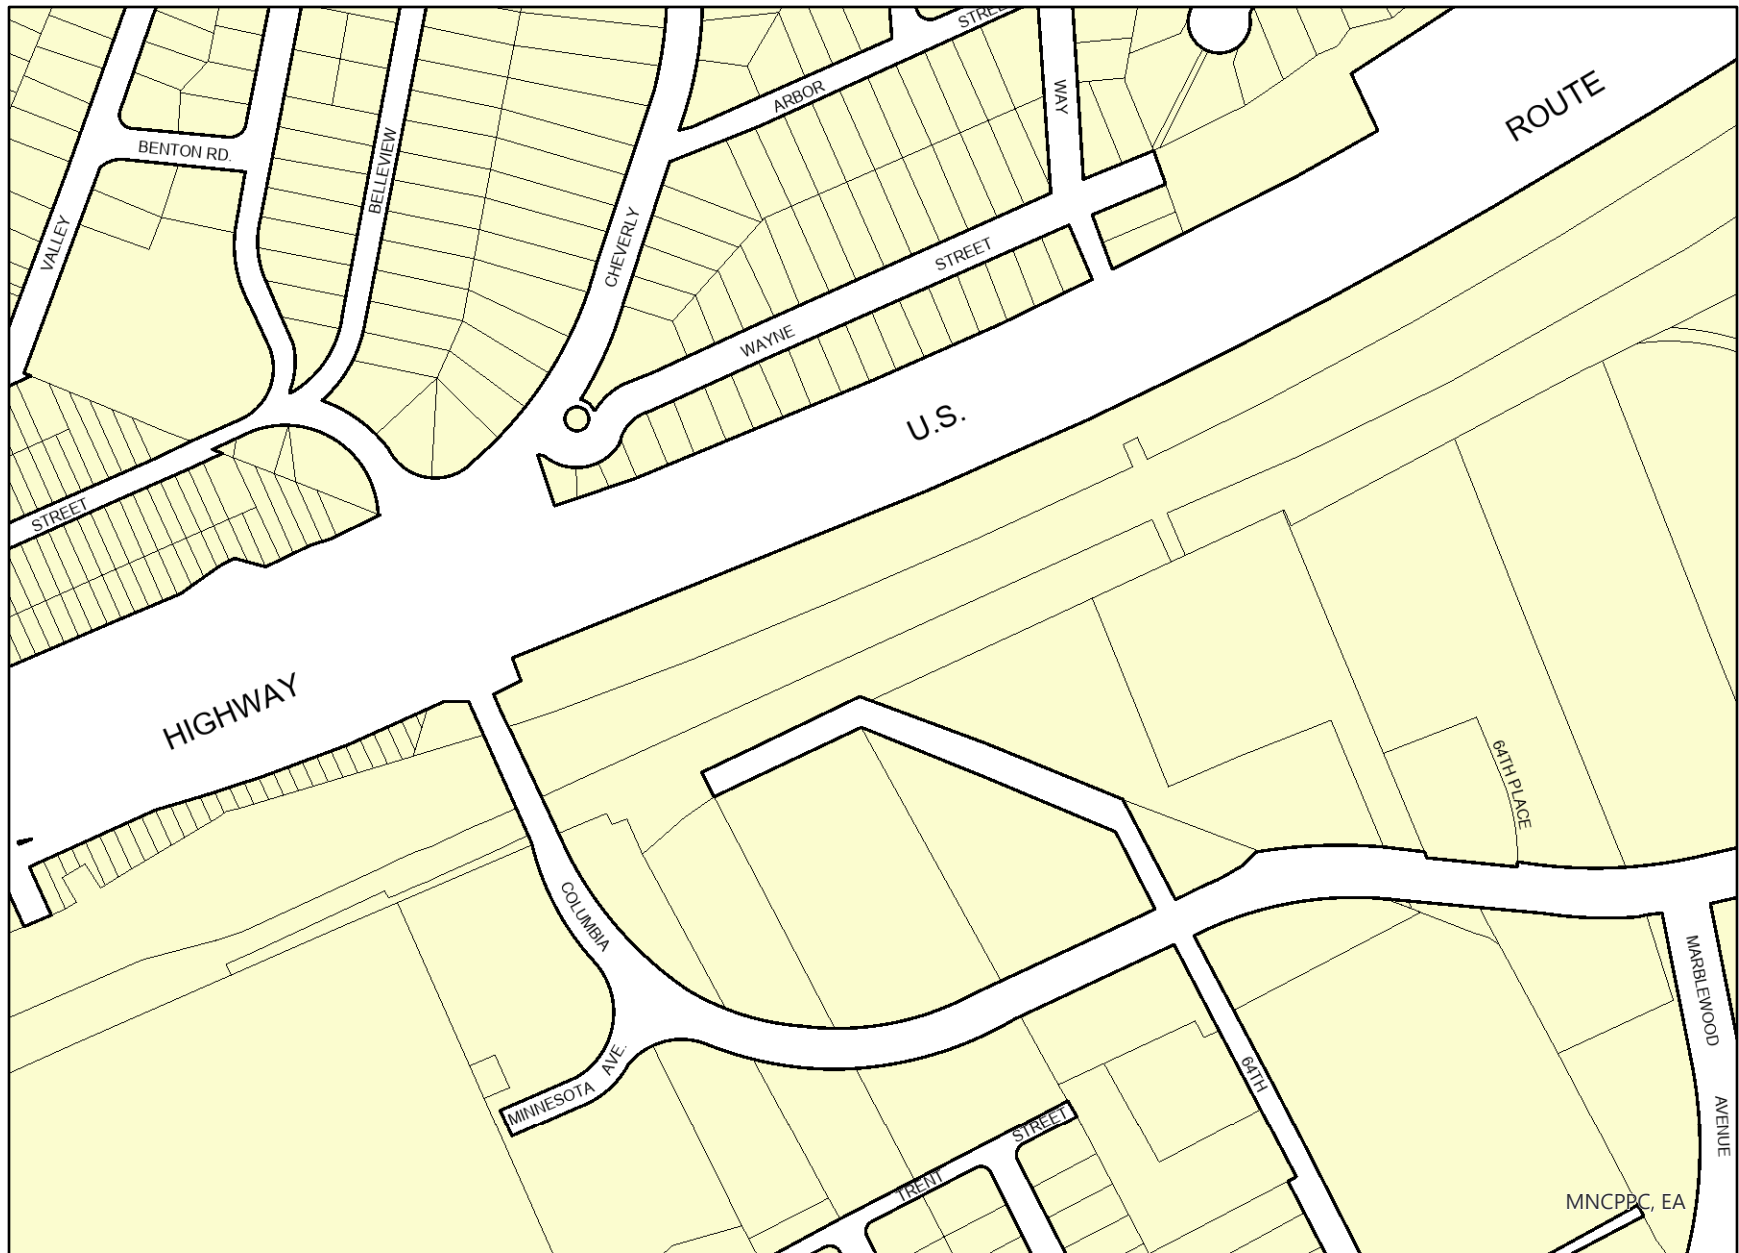 STREE
ARBOR
WAY
ROUTE
BENTON RD.
BELLEVIEW
VALLEY
CHEVERLY
STREET
WAYNE
U.S.
STREET
HIGHWAY
64TH PLACE
COLUMBIA
MARBLEWOOD
AVE.
MINNESOTA
64TH
STREET
AVENUE
TRENT
MNCPPC, EA